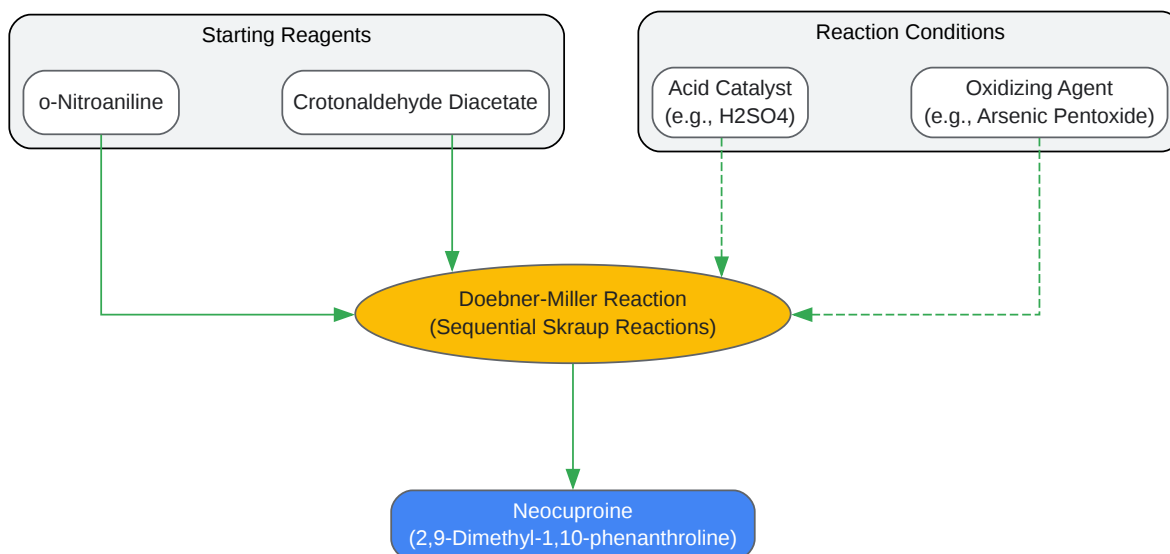 Starting Reagents
o-Nitroaniline
Crotonaldehyde Diacetate
Reaction Conditions
Acid Catalyst
(e.g., H2SO4)
Oxidizing Agent
(e.g., Arsenic Pentoxide)
Doebner-Miller Reaction
(Sequential Skraup Reactions)
Neocuproine
(2,9-Dimethyl-1,10-phenanthroline)